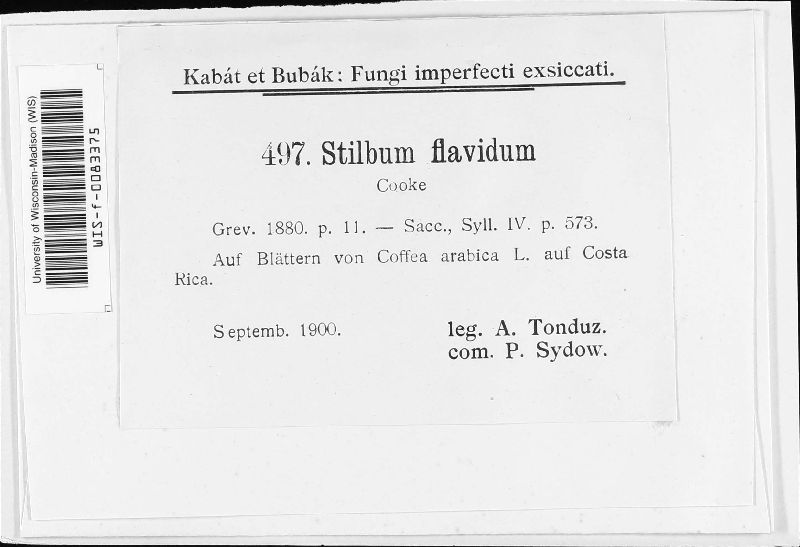 Kabát et Bubák: Fungi imperfecti exsiccati.
497. Stilbum flavidum
Cooke
Grev. 1880. p. 11. — Sacc., Syll. IV. p. 573.
Auf Blättern von Coffea arabica L. auf Costa
Rica.
Septemb. 1900.
leg. A. Tonduz.
com. P. Sydow.
University of Wisconsin-Madison (WIS)
WIS-f-0083375